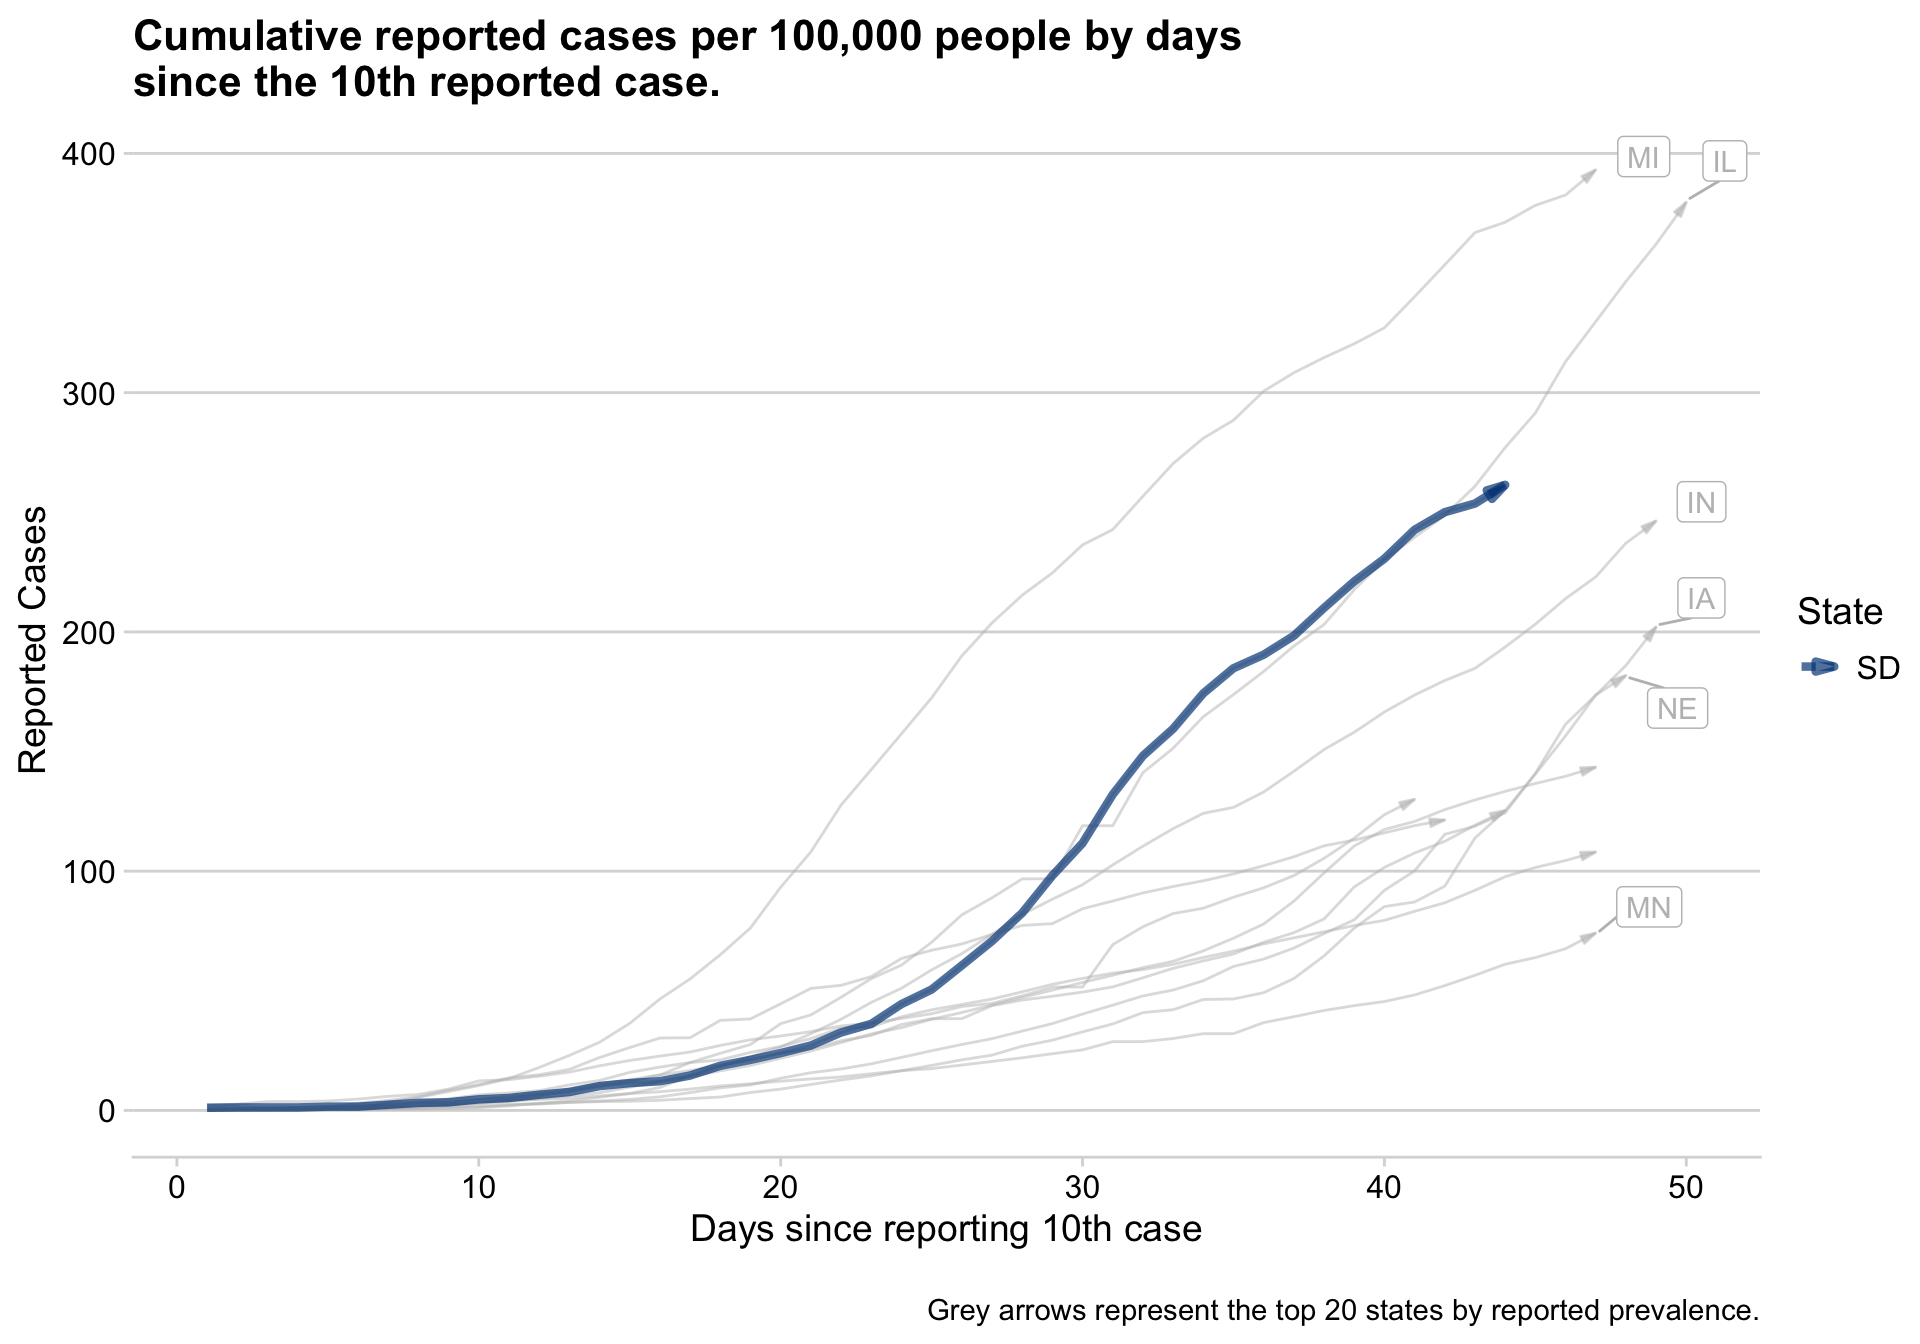 Cumulative reported cases per 100,000 people by days
since the 10th reported case.
400
300
200
100
0
Reported Cases
MI
IL
IN
IA
NE
MN
State
SD
0 10 20 30 40 50
Days since reporting 10th case
Grey arrows represent the top 20 states by reported prevalence.